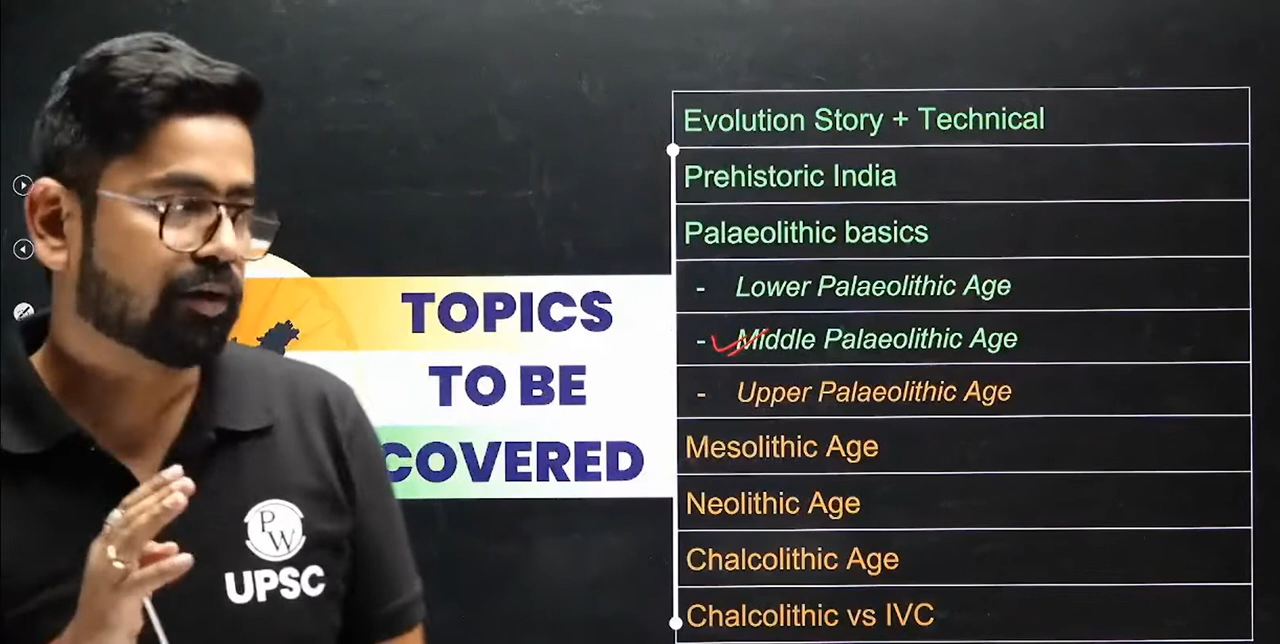 Evolution Story + Technical
Prehistoric India
Palaeolithic basics
- Lower Palaeolithic Age
- Middle Palaeolithic Age
- Upper Palaeolithic Age
Mesolithic Age
Neolithic Age
Chalcolithic Age
Chalcolithic vs IVC
TOPICS
TO BE
COVERED
PW
UPSC